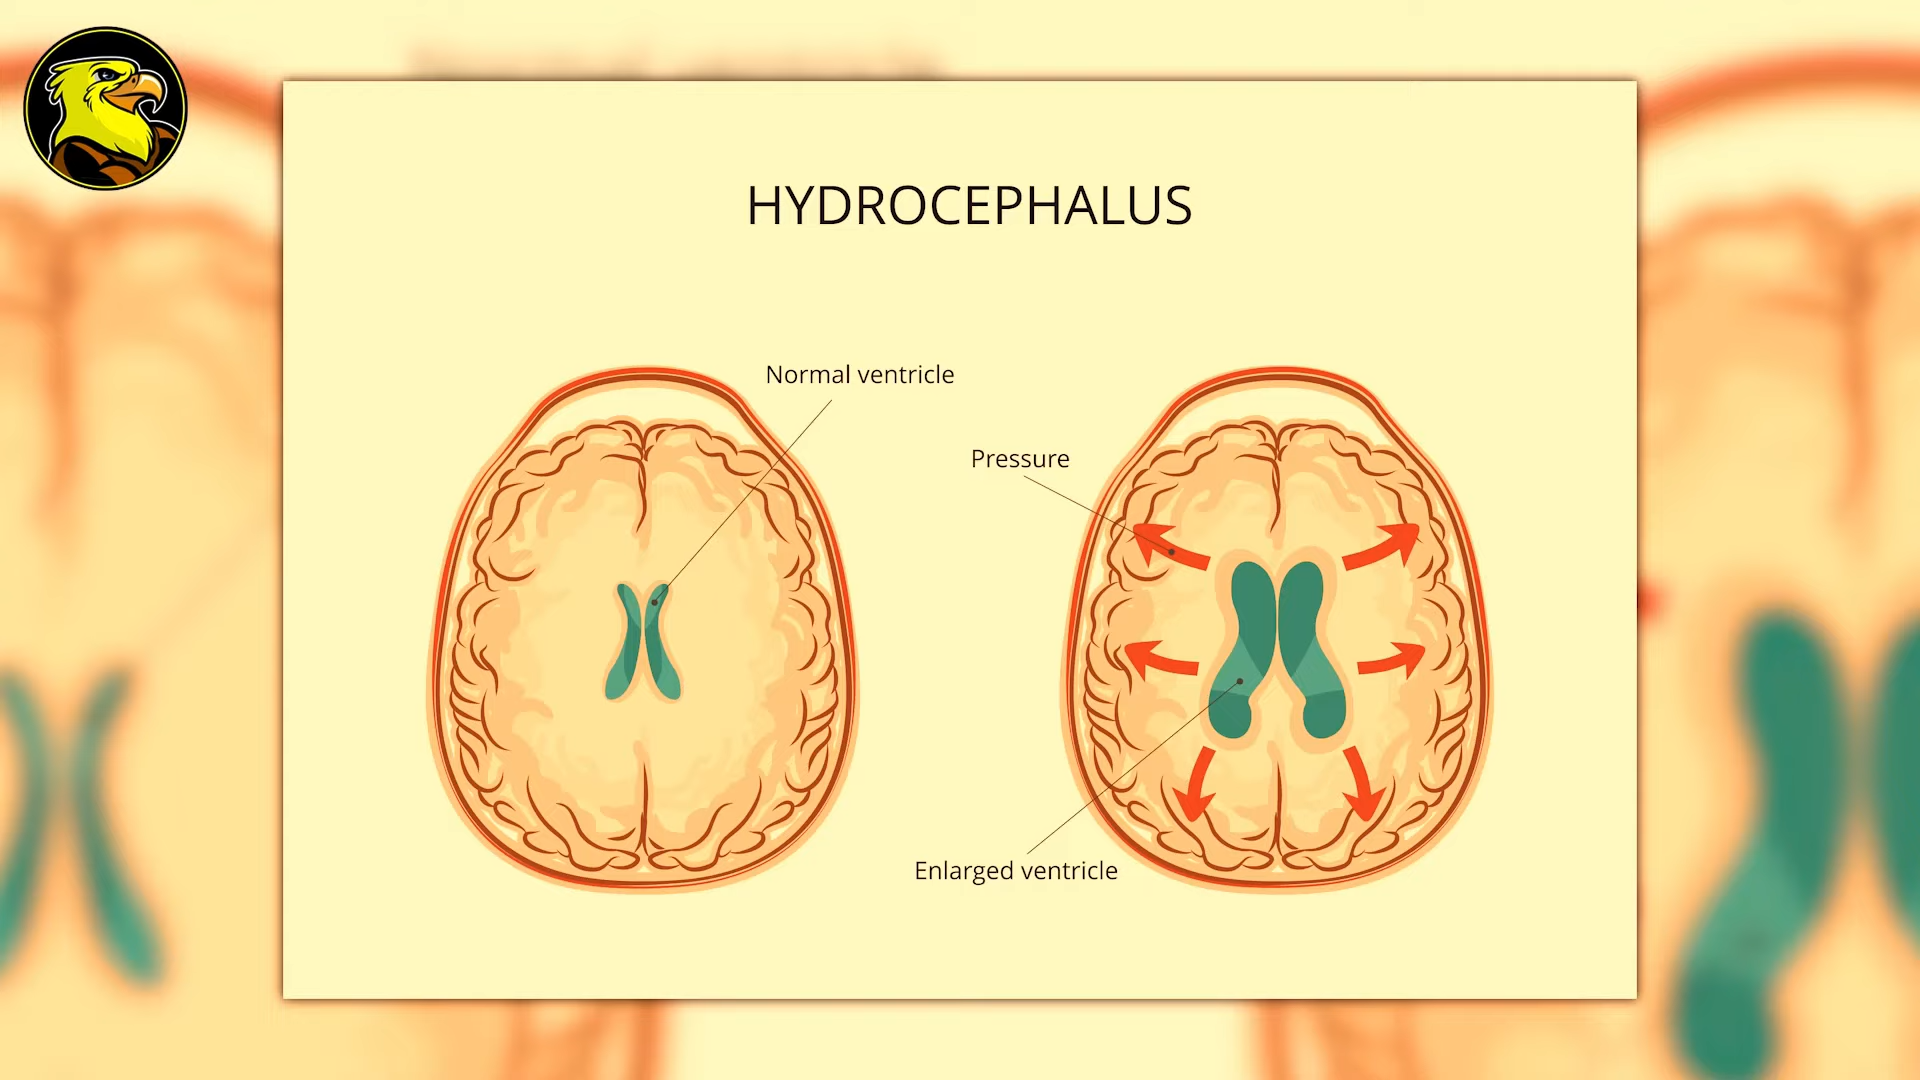 HYDROCEPHALUS
Normal ventricle
Pressure
Enlarged ventricle